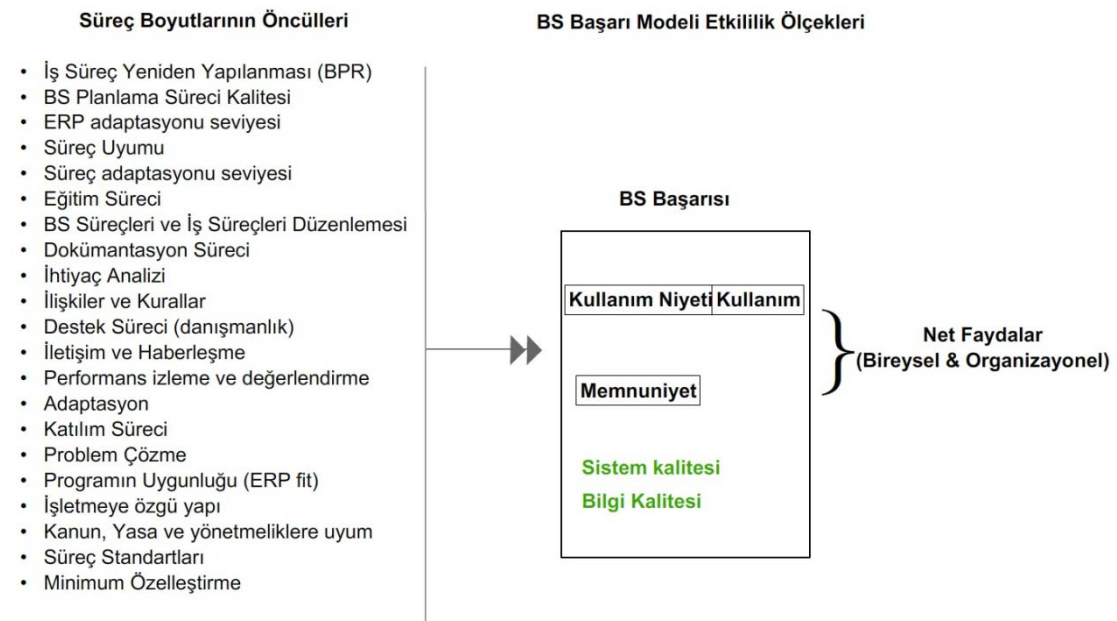 Süreç Boyutlarının Öncülleri
• İş Süreç Yeniden Yapılanması (BPR)
• BS Planlama Süreci Kalitesi
• ERP adaptasyonu seviyesi
• Süreç Uyumu
• Süreç adaptasyonu seviyesi
• Eğitim Süreci
• BS Süreçleri ve İş Süreçleri Düzenlemesi
• Dokümantasyon Süreci
• İhtiyaç Analizi
• İlişkiler ve Kurallar
• Destek Süreci (danışmanlık)
• İletişim ve Haberleşme
• Performans izleme ve değerlendirme
• Adaptasyon
• Katılım Süreci
• Problem Çözme
• Programın Uygunluğu (ERP fit)
• İşletmeye özgü yapı
• Kanun, Yasa ve yönetmeliklere uyum
• Süreç Standartları
• Minimum Özelleştirme
BS Başarı Modeli Etkililik Ölçekleri
BS Başarısı
Kullanım Niyeti Kullanım
Memnuniyet
Sistem kalitesi
Bilgi Kalitesi
Net Faydalar
(Bireysel & Organizayonel)